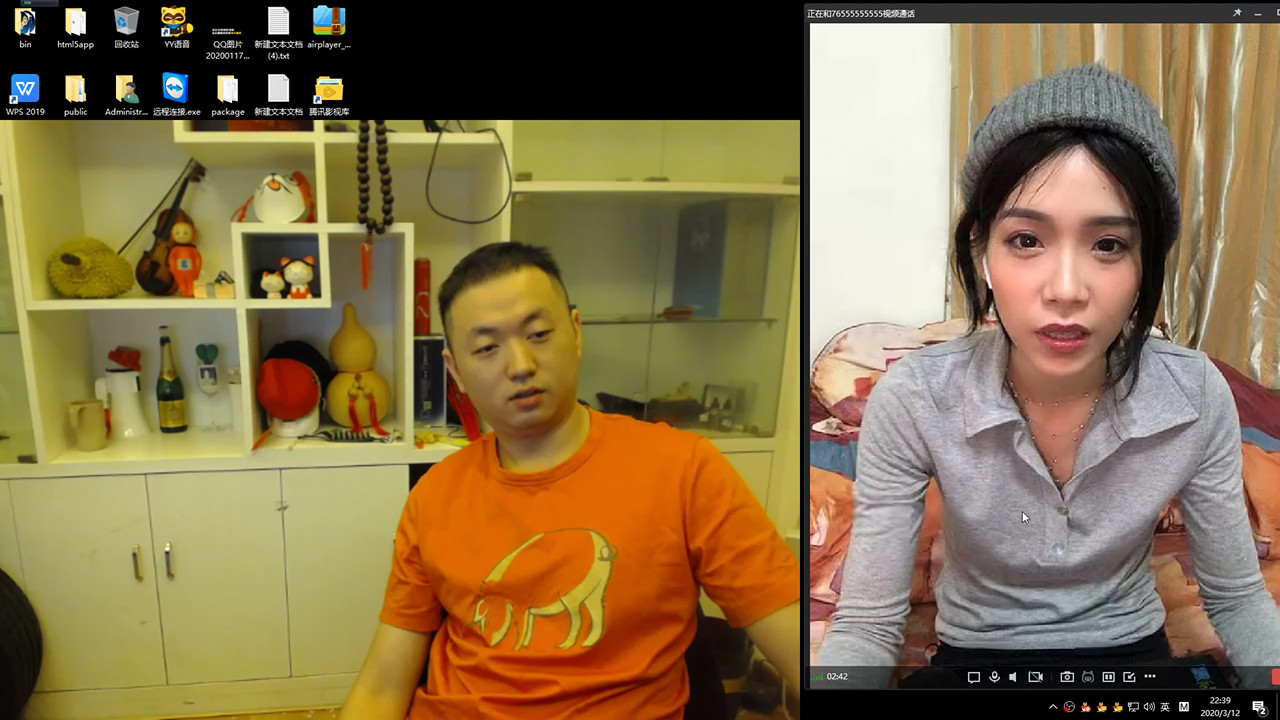 正在和76555555555视频通话
bin
html5app
回收站
YY语音
QQ图片
20200117...
新建文本文档
(4).txt
airplayer_...
WPS 2019
public
Administr...
远程连接.exe
package
新建文本文档
腾讯影视库
02:42
英
M
22:39
2020/3/12
2